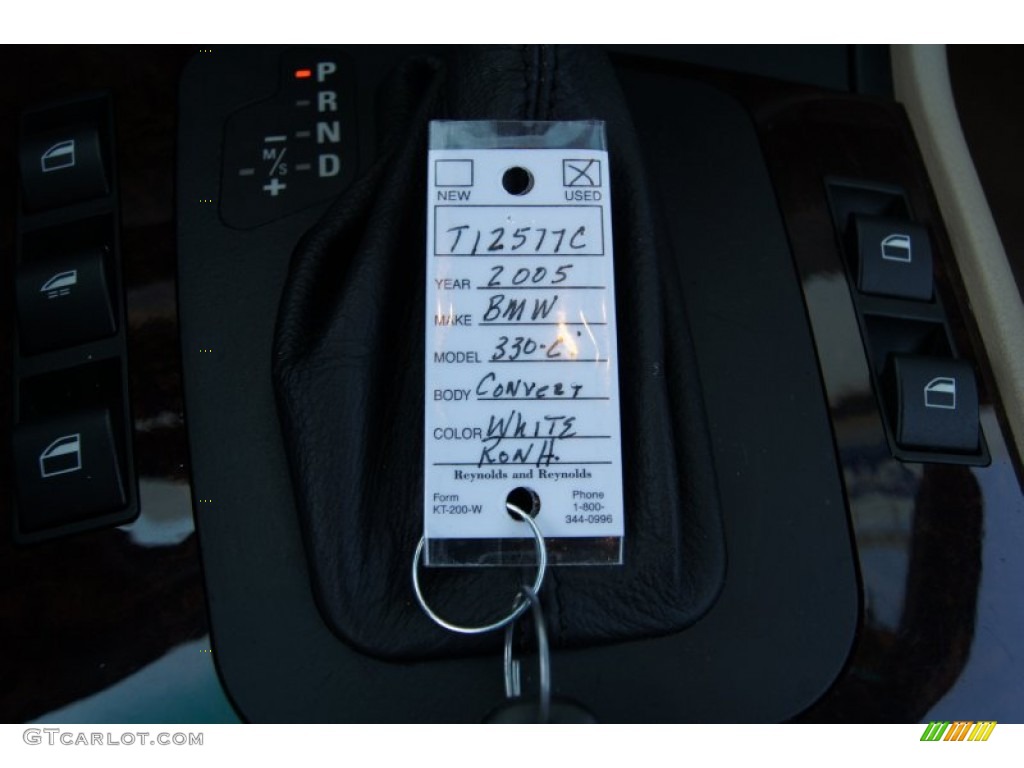 P
R
N
D
M/S
+
NEW USED
T12577C
YEAR 2005
MAKE BMW
MODEL 330-Ci
BODY CONVERT
COLOR WHITE
RON H.
Reynolds and Reynolds
Form
KT-200-W
Phone
1-800-
344-0996
GTCARLOT.COM